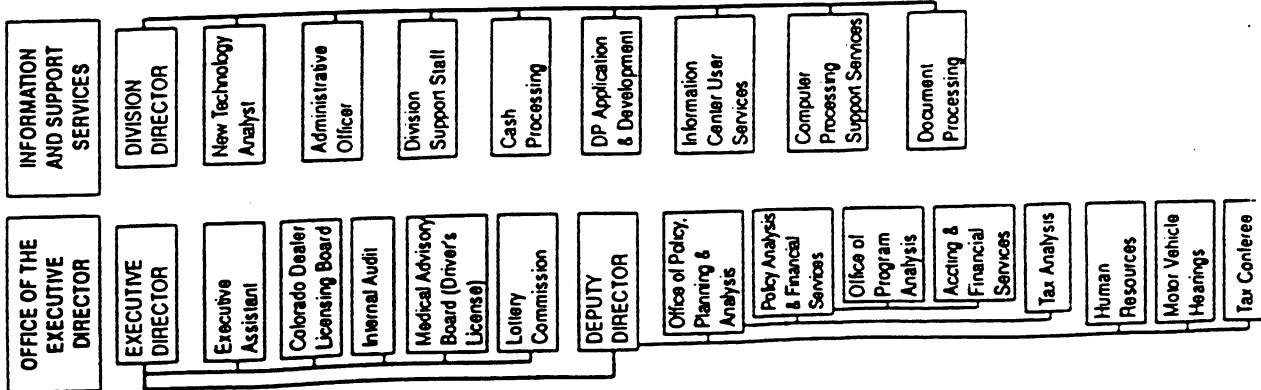 INFORMATION
AND SUPPORT
SERVICES
DIVISION
DIRECTOR
New Technology
Analyst
Administrative
Officer
Division
Support Staff
Cash
Processing
DP Application
& Development
Information
Center User
Services
Computer
Processing
Support Services
Document
Processing
OFFICE OF THE
EXECUTIVE
DIRECTOR
EXECUTIVE
DIRECTOR
Executive
Assistant
Colorado Dealer
Licensing Board
Internal Audit
Medical Advisory
Board (Driver's
License)
Lottery
Commission
DEPUTY
DIRECTOR
Office of Policy,
Planning &
Analysis
Policy Analysis
& Financial
Services
Office of
Program
Analysis
Accting &
Financial
Services
Tax Analysis
Human
Resources
Motor Vehicle
Hearings
Tax Conferee